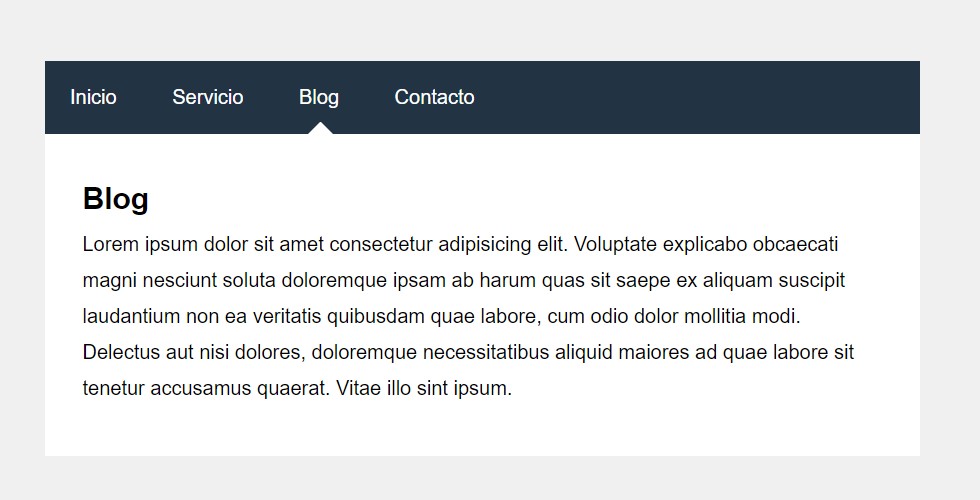 Inicio Servicio Blog Contacto
Blog
Lorem ipsum dolor sit amet consectetur adipisicing elit. Voluptate explicabo obcaecati
magni nesciunt soluta doloremque ipsam ab harum quas sit saepe ex aliquam suscipit
laudantium non ea veritatis quibusdam quae labore, cum odio dolor mollitia modi.
Delectus aut nisi dolores, doloremque necessitatibus aliquid maiores ad quae labore sit
tenetur accusamus quaerat. Vitae illo sint ipsum.